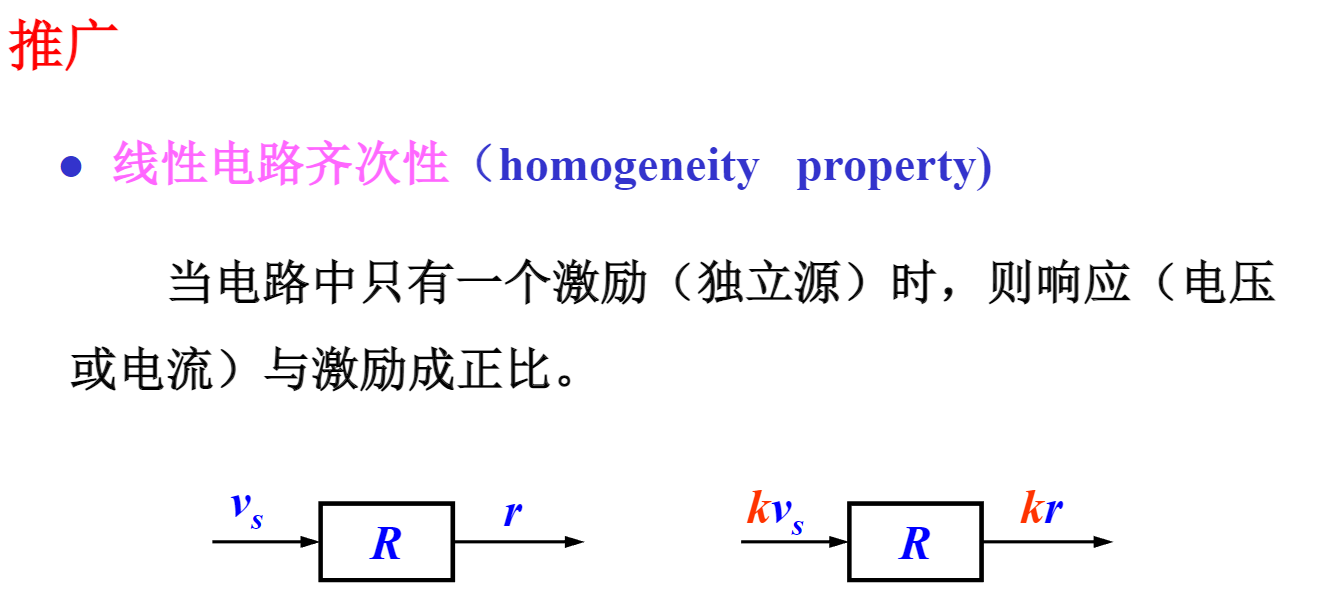 推广
● 线性电路齐次性（homogeneity property)
当电路中只有一个激励（独立源）时，则响应（电压
或电流）与激励成正比。
vs R r kvs R kr